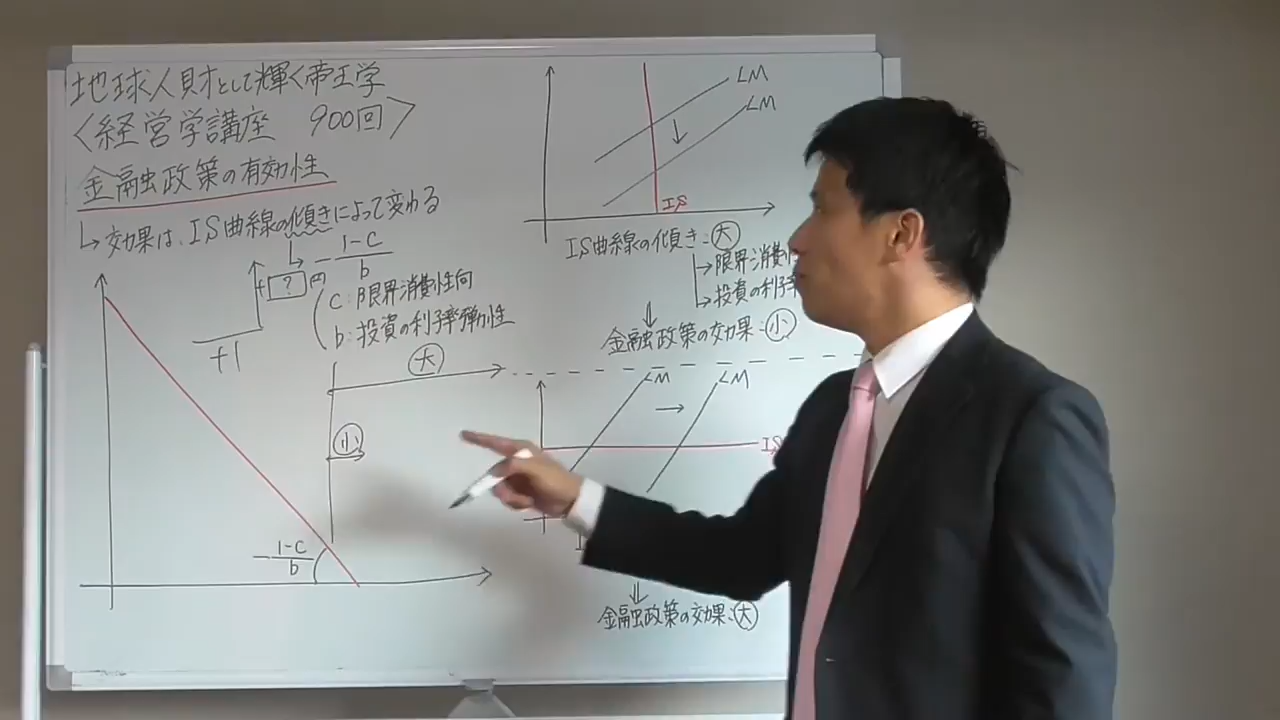 地球人財として輝く帝王学
〈経営学講座 900回〉
金融政策の有効性
↳ 効果は、IS曲線の傾きによって変わる
- 1-C / b
?
+1
C:限界消費性向
b:投資の利子率弾力性
大
小
- 1-C / b
LM
LM
IS
IS曲線の傾き:大
→限界消費
→投資の利子率
金融政策の効果:小
LM
LM
→
IS
金融政策の効果:大